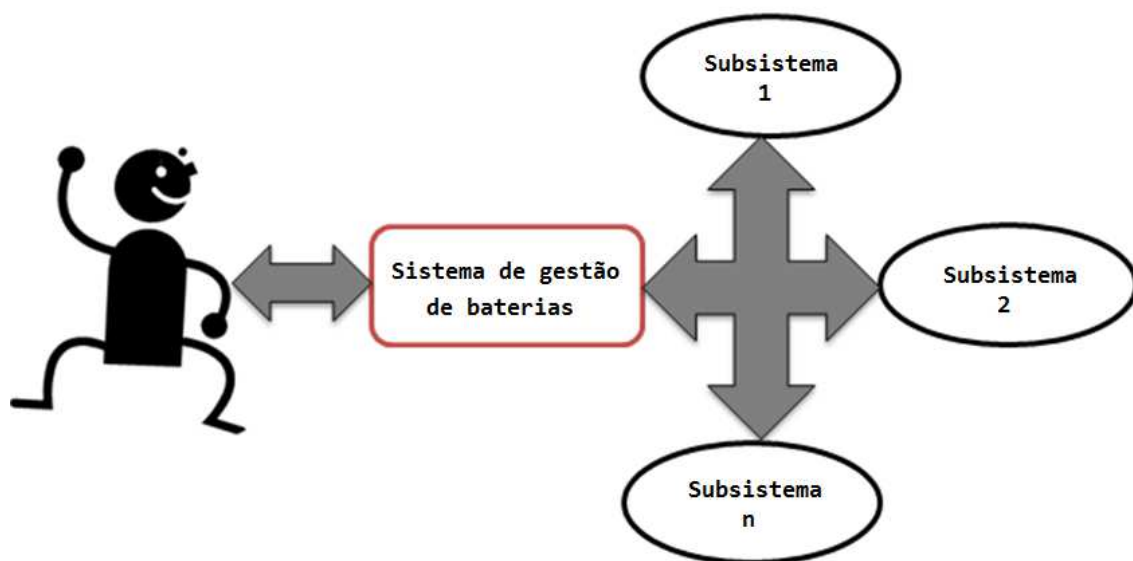 Subsistema
1
Sistema de gestão
de baterias
Subsistema
2
Subsistema
n